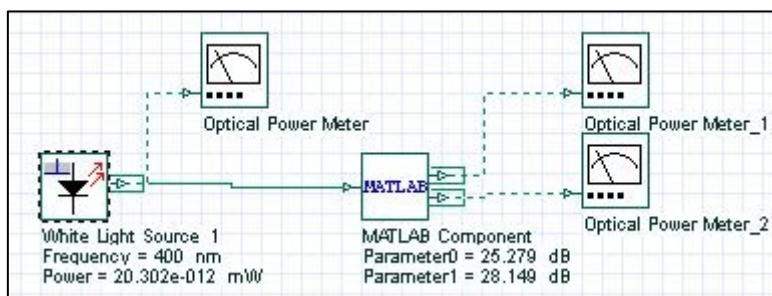 Optical Power Meter
Optical Power Meter_1
MATLAB
Optical Power Meter_2
White Light Source 1
Frequency = 400 nm
Power = 20.302e-012 mW
MATLAB Component
Parameter0 = 25.279 dB
Parameter1 = 28.149 dB